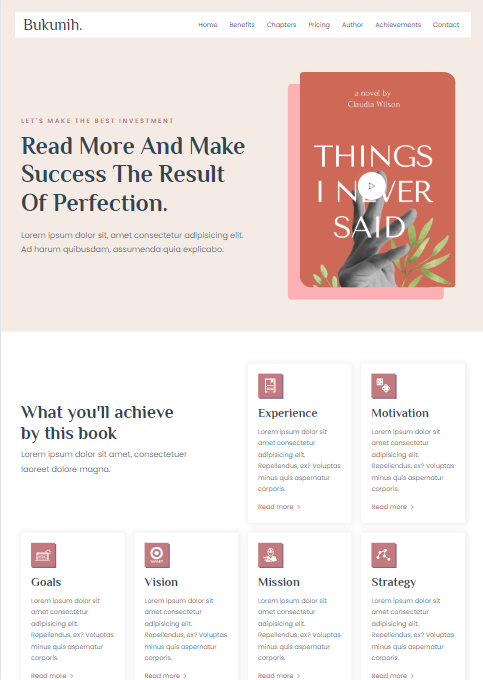 Bukunih.
Home Benefits Chapters Pricing Author Achievements Contact
LET'S MAKE THE BEST INVESTMENT
Read More And Make
Success The Result
Of Perfection.
Lorem ipsum dolor sit, amet consectetur adipisicing elit.
Ad harum quibusdam, assumenda quia explicabo.
a novel by
Claudia Wilson
THINGS
I NEVER
SAID
What you'll achieve
by this book
Lorem ipsum dolor sit amet, consectetuer
laoreet dolore magna.
Experience
Lorem ipsum dolor sit
amet consectetur
adipisicing elit.
Repellendus, ex? Voluptas
minus quis aspernatur
corporis.
Read more >
Motivation
Lorem ipsum dolor sit
amet consectetur
adipisicing elit.
Repellendus, ex? Voluptas
minus quis aspernatur
corporis.
Read more >
Goals
Lorem ipsum dolor sit
amet consectetur
adipisicing elit.
Repellendus, ex? Voluptas
minus quis aspernatur
corporis.
Read more >
Vision
Lorem ipsum dolor sit
amet consectetur
adipisicing elit.
Repellendus, ex? Voluptas
minus quis aspernatur
corporis.
Read more >
Mission
Lorem ipsum dolor sit
amet consectetur
adipisicing elit.
Repellendus, ex? Voluptas
minus quis aspernatur
corporis.
Read more >
Strategy
Lorem ipsum dolor sit
amet consectetur
adipisicing elit.
Repellendus, ex? Voluptas
minus quis aspernatur
corporis.
Read more >